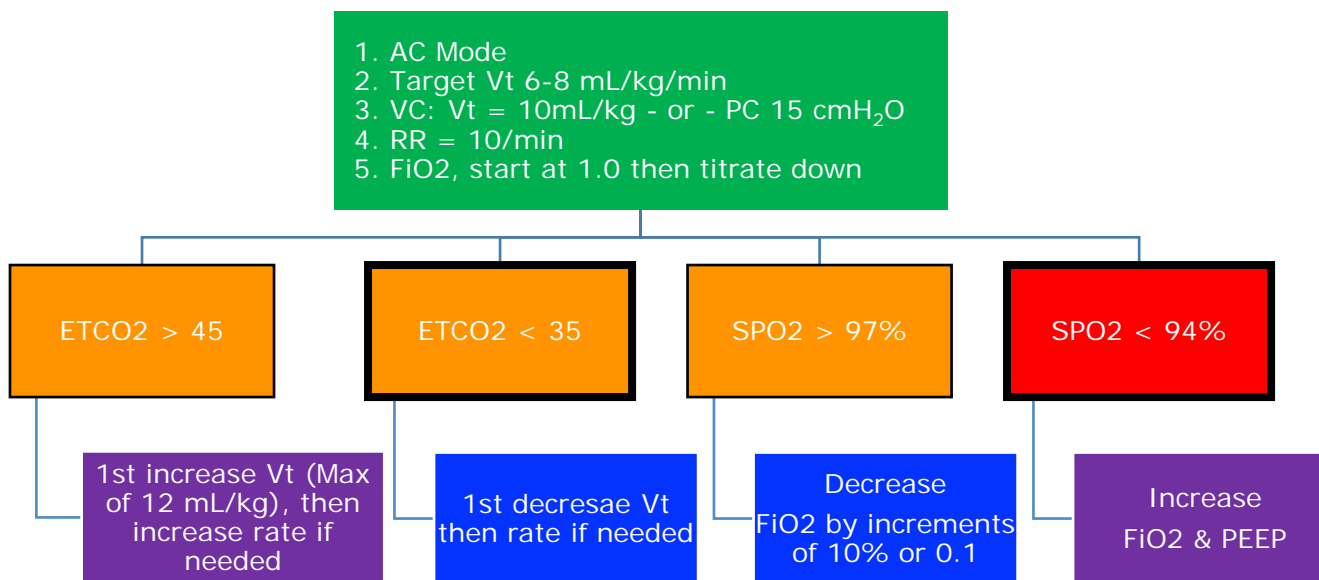 1. AC Mode
2. Target Vt 6-8 mL/kg/min
3. VC: Vt = 10mL/kg - or - PC 15 cmH₂O
4. RR = 10/min
5. FiO2, start at 1.0 then titrate down
ETCO2 > 45
ETCO2 < 35
SPO2 > 97%
SPO2 < 94%
1st increase Vt (Max
of 12 mL/kg), then
increase rate if
needed
1st decresae Vt
then rate if needed
Decrease
FiO2 by increments
of 10% or 0.1
Increase
FiO2 & PEEP